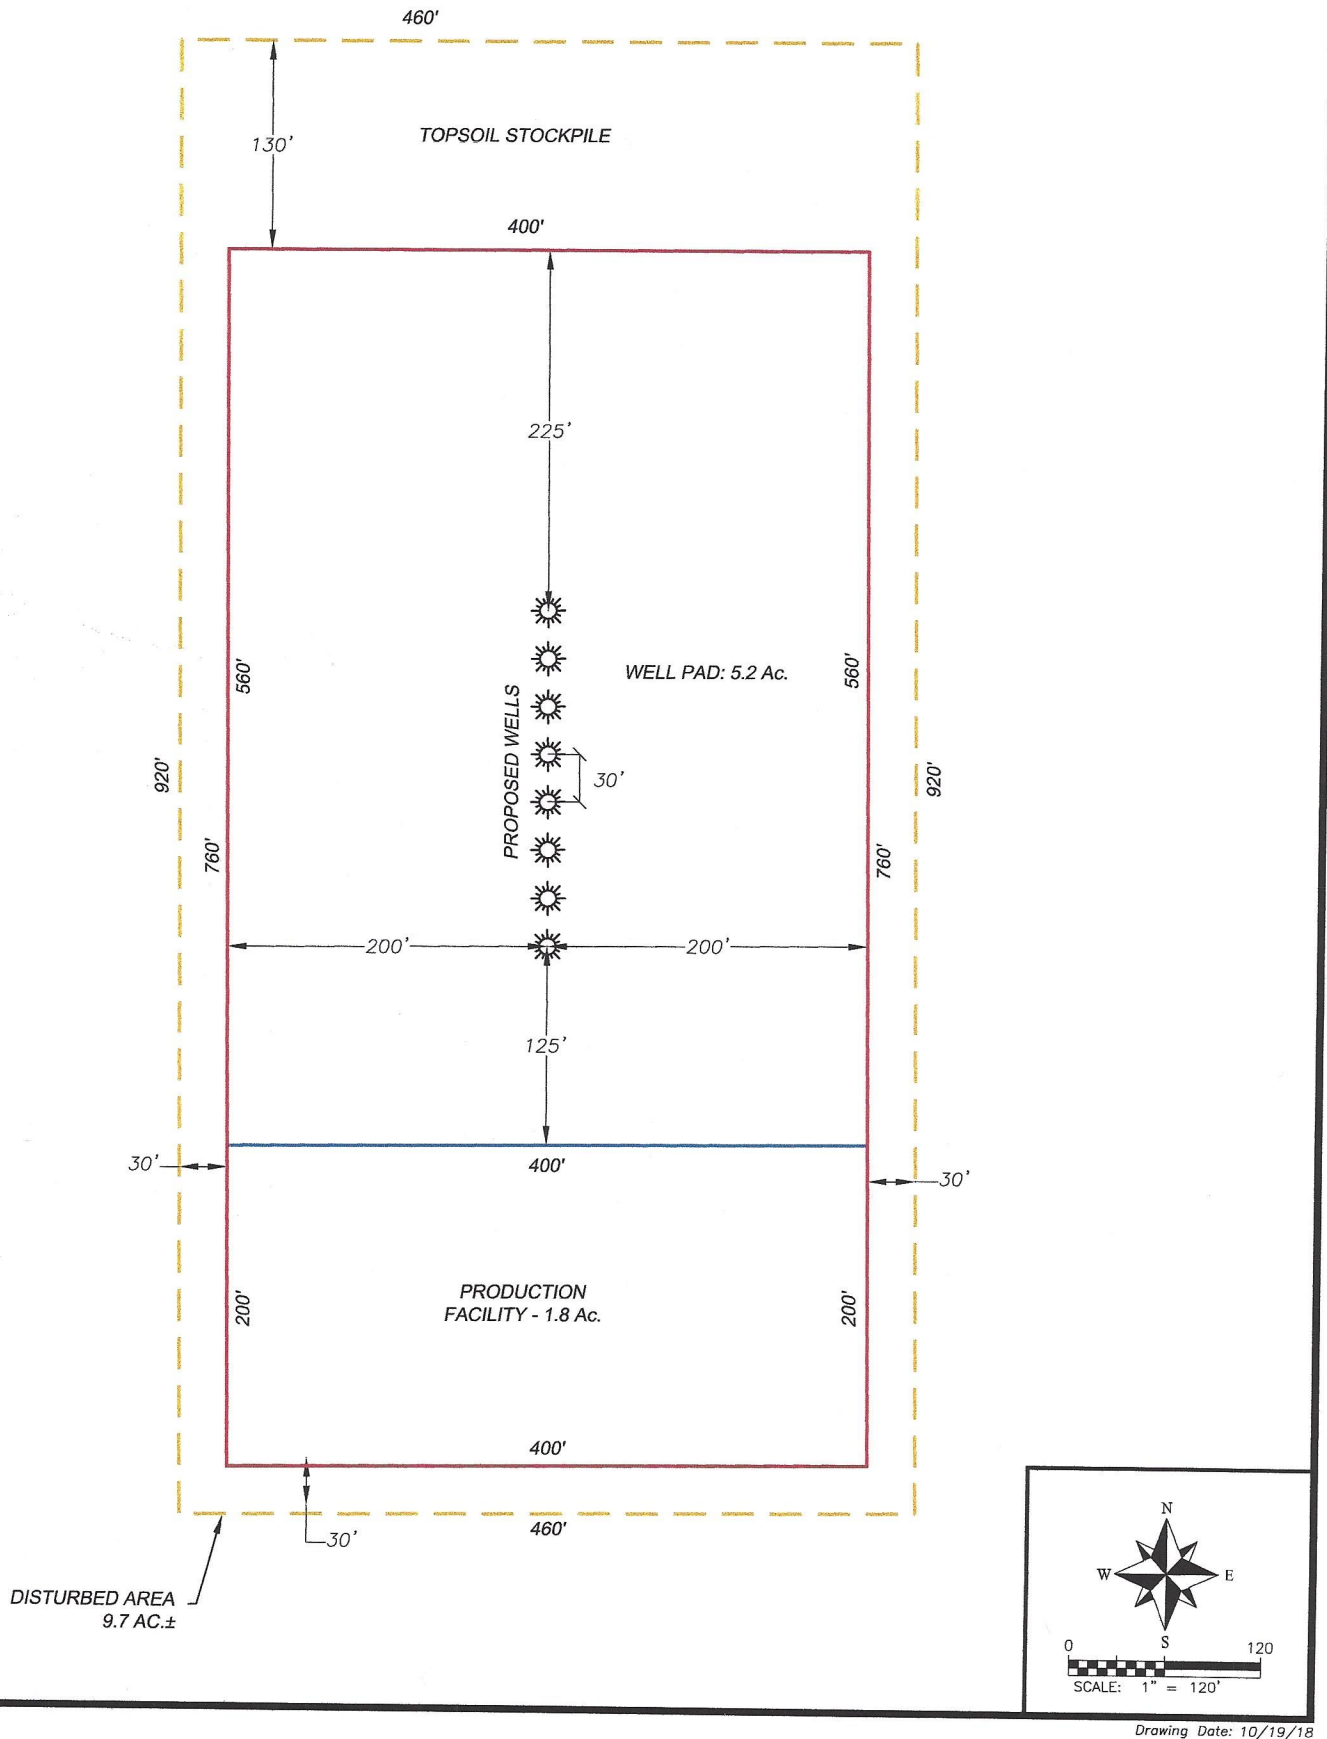 460'
130'
TOPSOIL STOCKPILE
400'
225'
560'
WELL PAD: 5.2 Ac.
560'
PROPOSED WELLS
30'
920'
920'
760'
760'
200'
200'
125'
30'
400'
30'
PRODUCTION
FACILITY - 1.8 Ac.
200'
200'
400'
460'
30'
DISTURBED AREA
9.7 AC.±
N
W
E
S
0
120
SCALE: 1" = 120'
Drawing Date: 10/19/18